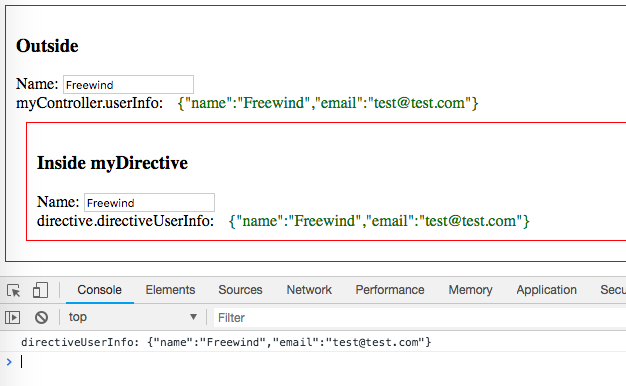 Outside
Name: Freewind
myController.userInfo: {"name":"Freewind","email":"test@test.com"}
Inside myDirective
Name: Freewind
directive.directiveUserInfo: {"name":"Freewind","email":"test@test.com"}
Console Elements Sources Network Performance Memory Application Secu
top Filter
directiveUserInfo: {"name":"Freewind","email":"test@test.com"}